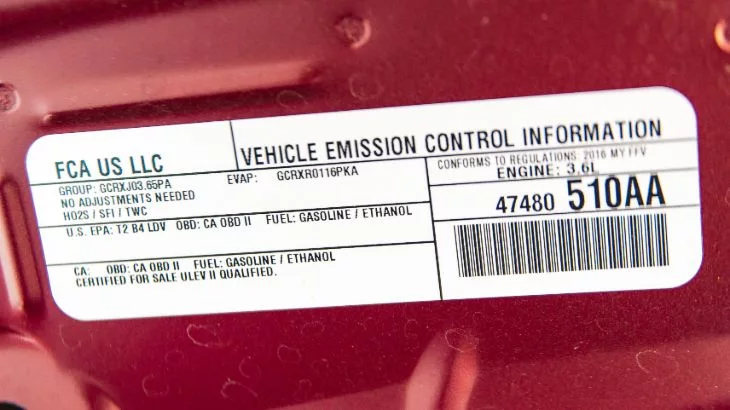 FCA US LLC
VEHICLE EMISSION CONTROL INFORMATION
GROUP: GCRXJ03.65PA EVAP: GCRXR0116PKA
NO ADJUSTMENTS NEEDED
HO2S / SFI / TWC
U.S. EPA: T2 B4 LDV OBD: CA OBD II FUEL: GASOLINE / ETHANOL
CA: OBD: CA OBD II FUEL: GASOLINE / ETHANOL
CERTIFIED FOR SALE ULEV II QUALIFIED.
CONFORMS TO REGULATIONS: 2016 MY FFV
ENGINE: 3.6L
47480 510AA